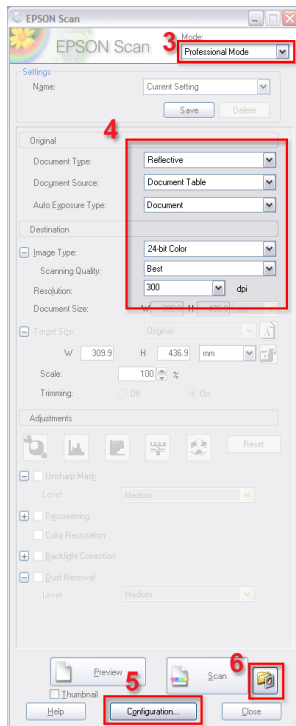 EPSON Scan
EPSON Scan
3
Mode:
Professional Mode
Settings
Name:
Current Setting
Save
Delete
4
Original
Document Type:
Reflective
Document Source:
Document Table
Auto Exposure Type:
Document
Destination
Image Type:
24-bit Color
Scanning Quality:
Best
Resolution:
300
dpi
Document Size:
W
H
Target Size:
Original
W
309.9
H
436.9
mm
Scale:
100
%
Trimming:
Off
On
Adjustments
Reset
Unsharp Mask
Level:
Medium
Descreening
Color Restoration
Backlight Correction
Dust Removal
Level:
Medium
Preview
Scan
6
5
Thumbnail
Help
Configuration...
Close